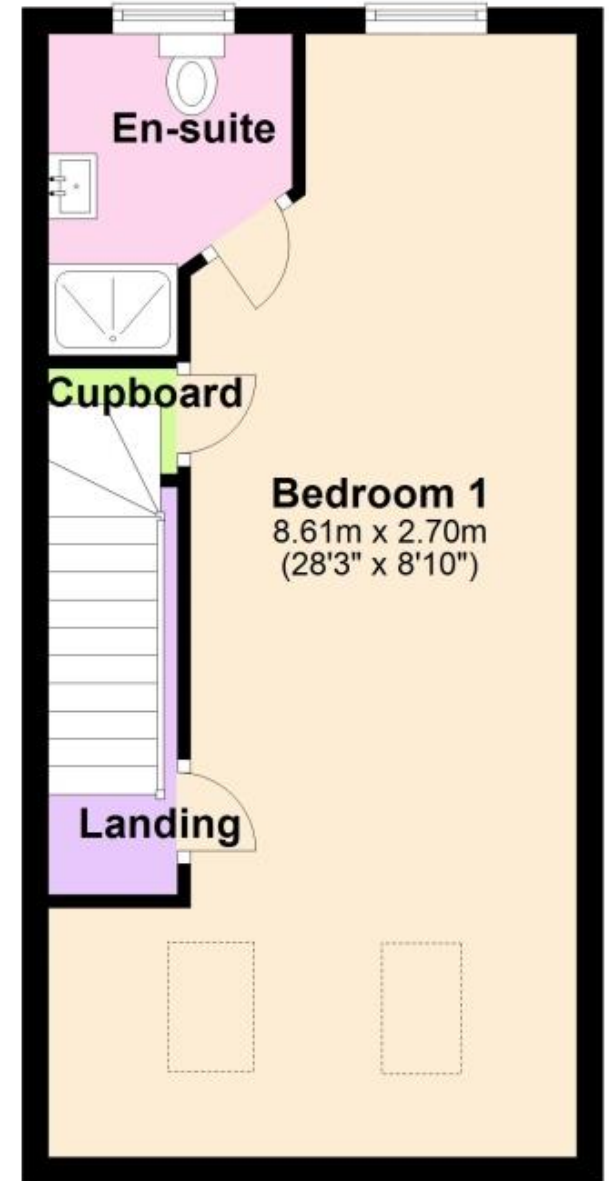 En-suite
Cupboard
Bedroom 1
8.61m x 2.70m
(28'3" x 8'10")
Landing